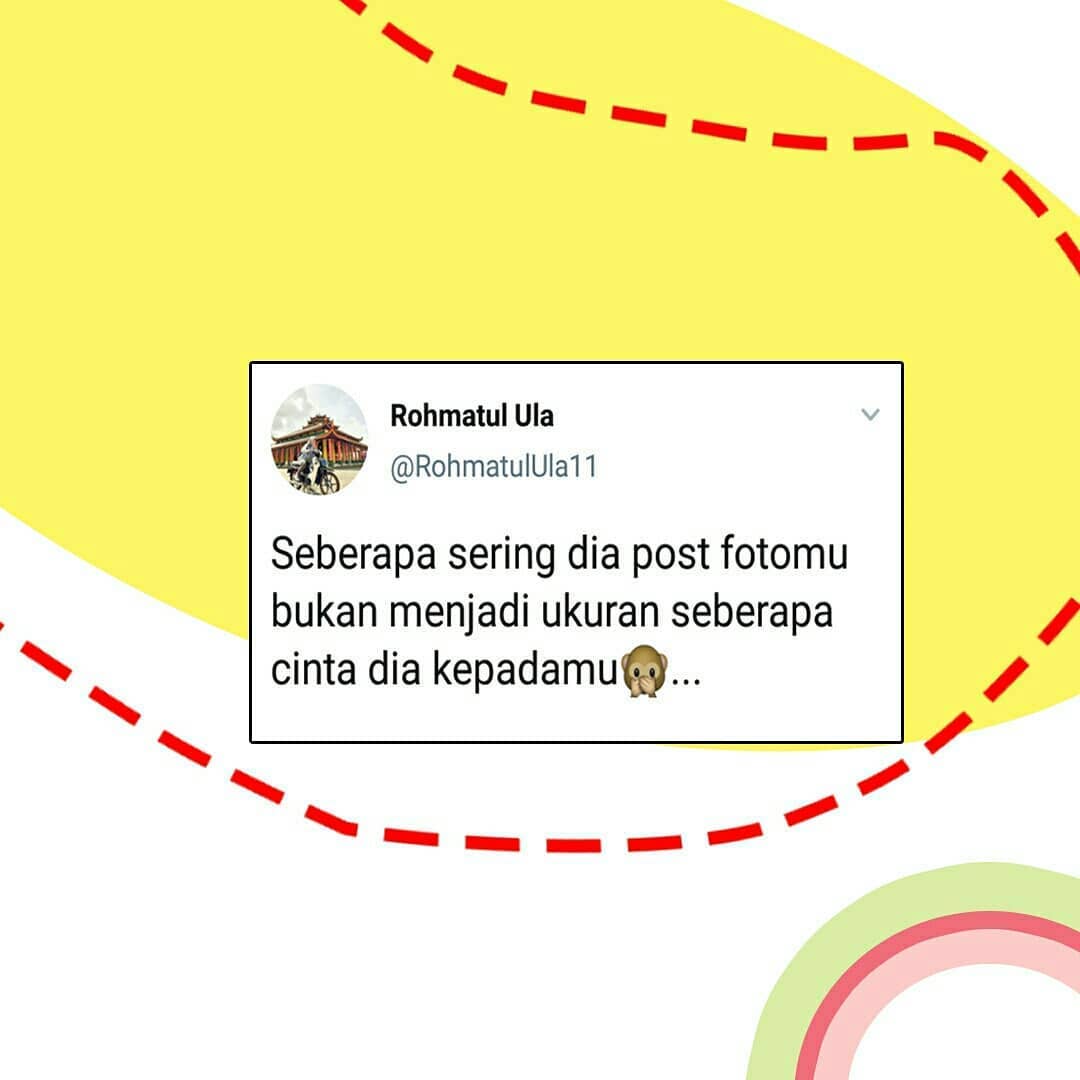 Rohmatul Ula
@RohmatulUla11
Seberapa sering dia post fotomu
bukan menjadi ukuran seberapa
cinta dia kepadamu🙊...